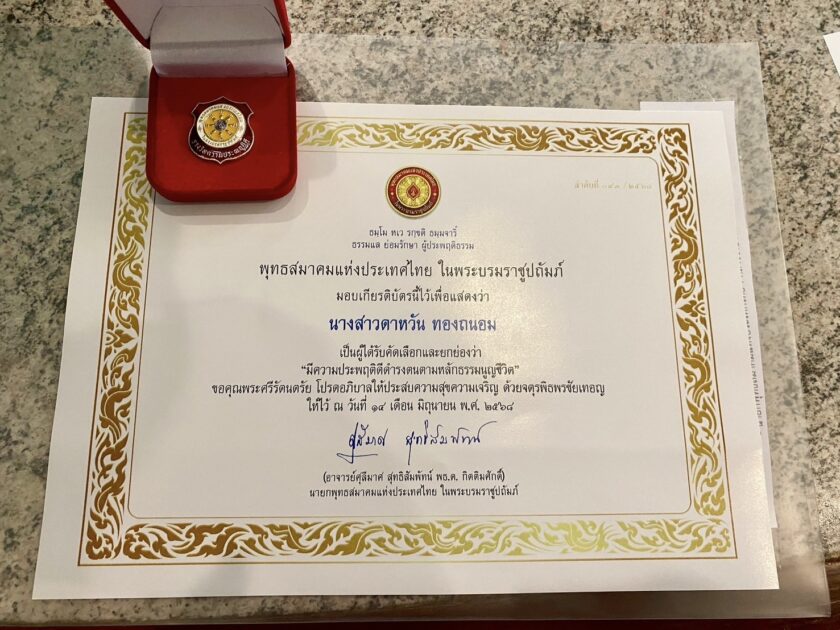 ลำดับที่
ธมฺโม หเว รกฺขติ ธมฺมจารึ
ธรรมแล ย่อมรักษา ผู้ประพฤติธรรม
พุทธสมาคมแห่งประเทศไทย ในพระบรมราชูปถัมภ์
มอบเกียรติบัตรนี้ไว้เพื่อแสดงว่า
นางสาวดาหวัน ทองถนอม
เป็นผู้ได้รับคัดเลือกและยกย่องว่า
“มีความประพฤติดีดำรงตนตามหลักธรรมนูญชีวิต”
ขอคุณพระศรีรัตนตรัย โปรดอภิบาลให้ประสบความสุขความเจริญ ด้วยจตุรพิธพรชัยเทอญ
ให้ไว้ ณ วันที่ ๑๔ เดือน มิถุนายน พ.ศ. ๒๕๖๘
(อาจารย์ศุลีมาศ สุทธิสัมพัทน์ พธ.ด. กิตติมศักดิ์)
นายกพุทธสมาคมแห่งประเทศไทย ในพระบรมราชูปถัมภ์